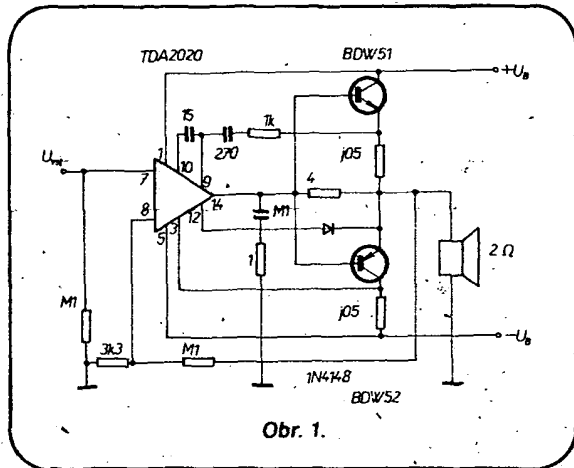 TDA2020
BDW51
+U_B
15
1k
270
1
10
9
j05
U_vst
7
4
14
8
12
M1
3
5
2 Ω
1
j05
M1
3k3
M1
−U_B
1N4148
BDW52
Obr. 1.